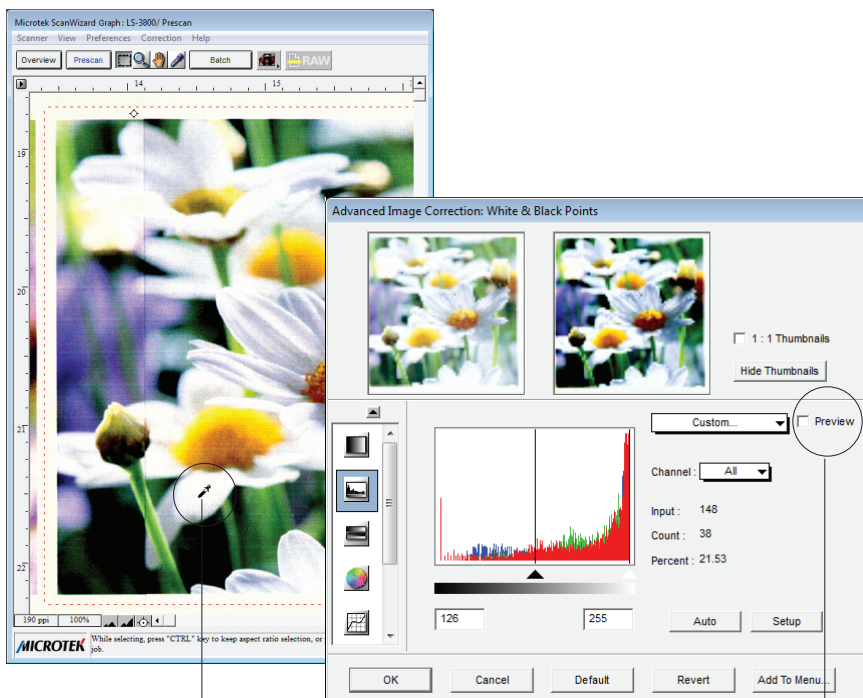 Microtek ScanWizard Graph: LS-3800/ Prescan
Scanner View Preferences Correction Help
Overview Prescan Batch RAW
14 15
19
20
21
22
190 ppi 100%
MICROTEK While selecting, press "CTRL" key to keep aspect ratio selection, or
job.
Advanced Image Correction: White & Black Points
1 : 1 Thumbnails
Hide Thumbnails
Custom... Preview
Channel : All
Input : 148
Count : 38
Percent : 21.53
126 255 Auto Setup
OK Cancel Default Revert Add To Menu...